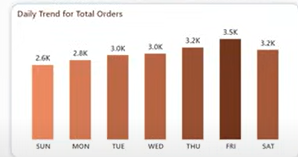 Daily Trend for Total Orders
2.6K 2.8K 3.0K 3.0K 3.2K 3.5K 3.2K
SUN MON TUE WED THU FRI SAT